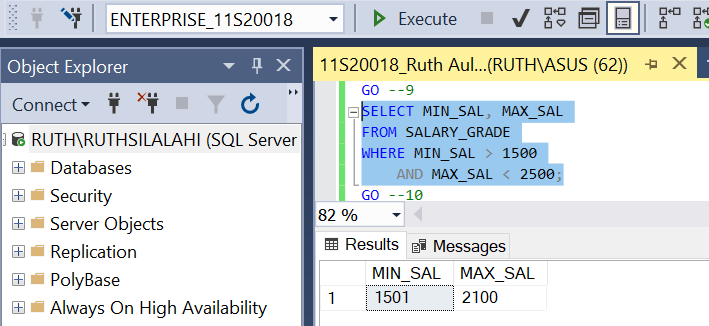 ENTERPRISE_11S20018
Execute
Object Explorer
Connect
RUTH\RUTHSILALAHI (SQL Server
Databases
Security
Server Objects
Replication
PolyBase
Always On High Availability
11S20018_Ruth Aul...(RUTH\ASUS (62))
GO --9
SELECT MIN_SAL, MAX_SAL
FROM SALARY_GRADE
WHERE MIN_SAL > 1500
AND MAX_SAL < 2500;
GO --10
82 %
Results Messages
MIN_SAL MAX_SAL
1 1501 2100